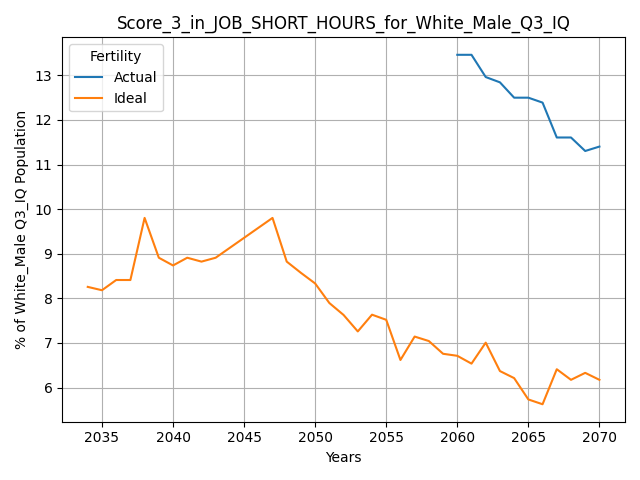 Score_3_in_JOB_SHORT_HOURS_for_White_Male_Q3_IQ
Fertility
Actual
Ideal
% of White_Male Q3_IQ Population
13
12
11
10
9
8
7
6
2035 2040 2045 2050 2055 2060 2065 2070
Years